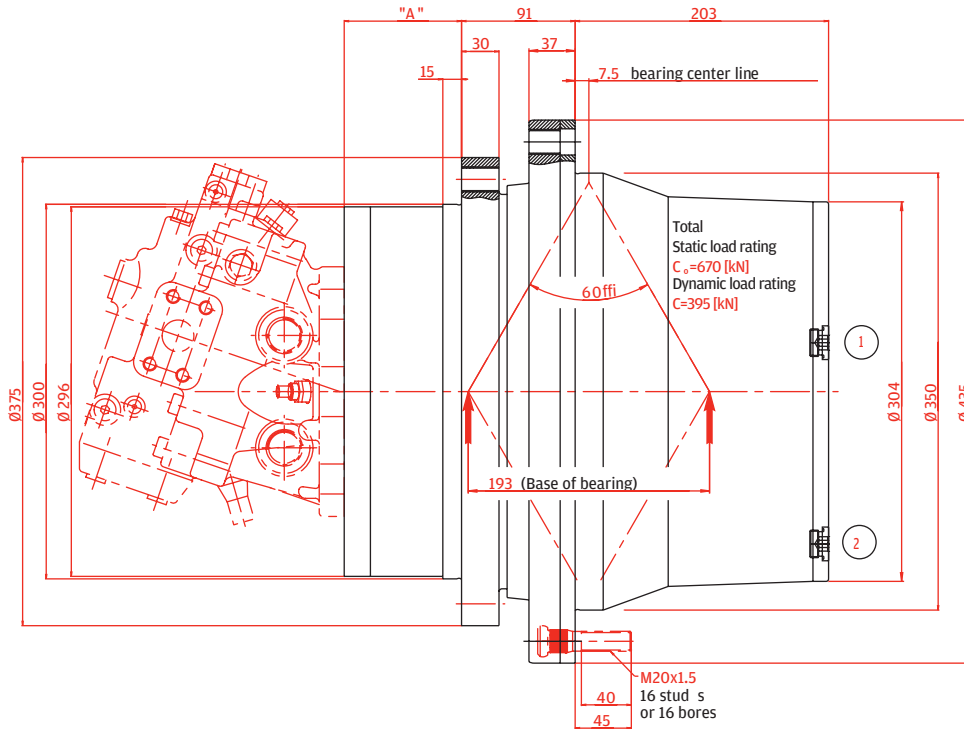 "A" 91 203
30 37
15 7.5 bearing center line
Total
Static load rating
C₀=670 [kN]
Dynamic load rating
C=395 [kN]
60ffi
1
Ø375
Ø300
Ø296
Ø304
Ø350
193 (Base of bearing)
2
M20x1.5
40 16 stud s
or 16 bores
45